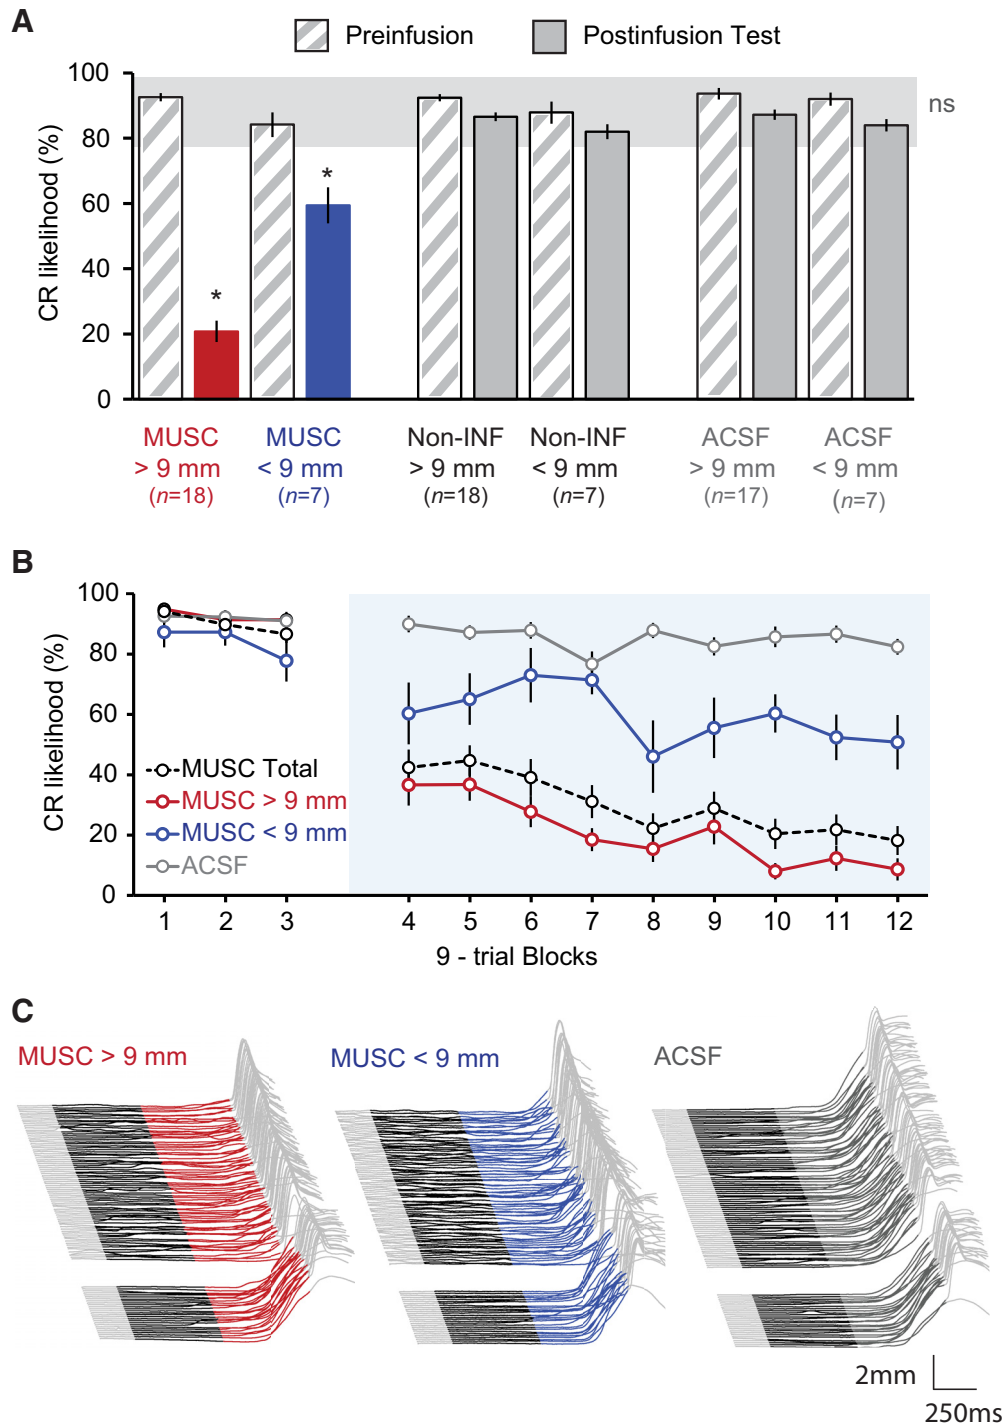 A
Preinfusion
Postinfusion Test
100
80
60
40
20
0
CR likelihood (%)
*
*
ns
MUSC
> 9 mm
(n=18)
MUSC
< 9 mm
(n=7)
Non-INF
> 9 mm
(n=18)
Non-INF
< 9 mm
(n=7)
ACSF
> 9 mm
(n=17)
ACSF
< 9 mm
(n=7)
B
100
80
60
40
20
0
CR likelihood (%)
MUSC Total
MUSC > 9 mm
MUSC < 9 mm
ACSF
1 2 3 4 5 6 7 8 9 10 11 12
9 - trial Blocks
C
MUSC > 9 mm
MUSC < 9 mm
ACSF
2mm
250ms